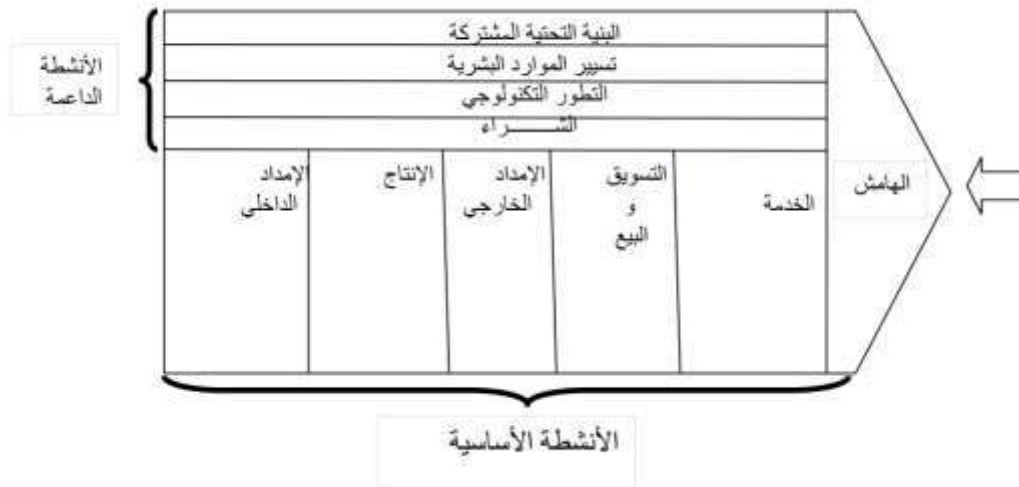 البنية التحتية المشتركة
تسيير الموارد البشرية
التطور التكنولوجي
الشــــــراء
الأنشطة
الداعمة
الهامش
الخدمة
التسويق
و
البيع
الإمداد
الخارجي
الإنتاج
الإمداد
الداخلي
الأنشطة الأساسية